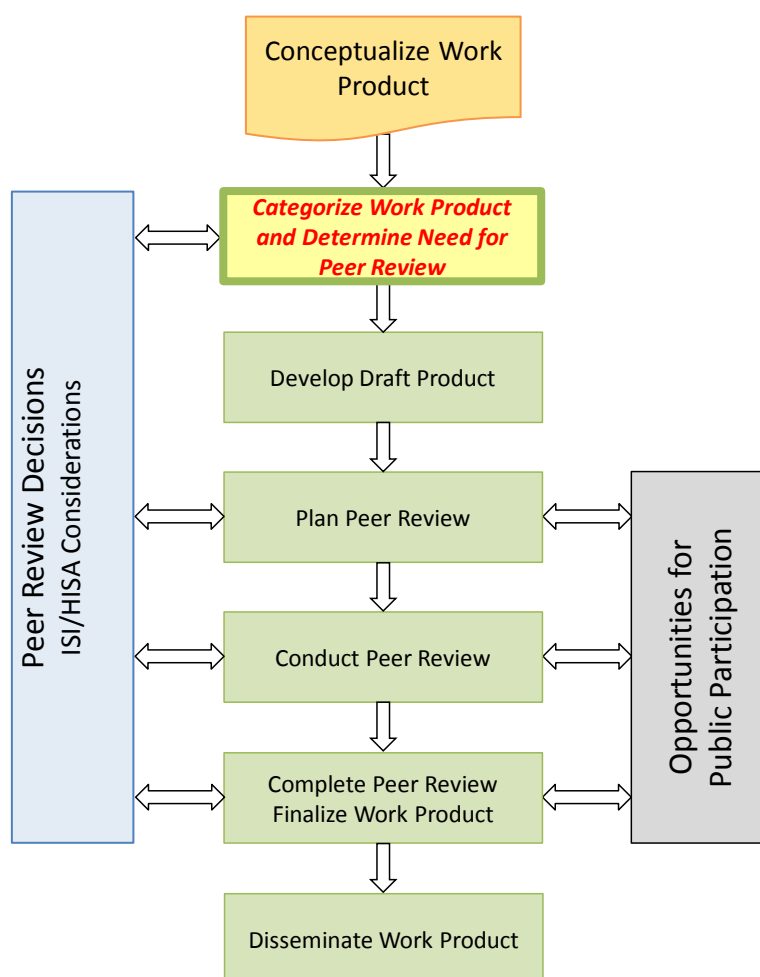 Conceptualize Work
Product
Categorize Work Product
and Determine Need for
Peer Review
Develop Draft Product
Plan Peer Review
Conduct Peer Review
Complete Peer Review
Finalize Work Product
Disseminate Work Product
Peer Review Decisions
ISI/HISA Considerations
Opportunities for
Public Participation